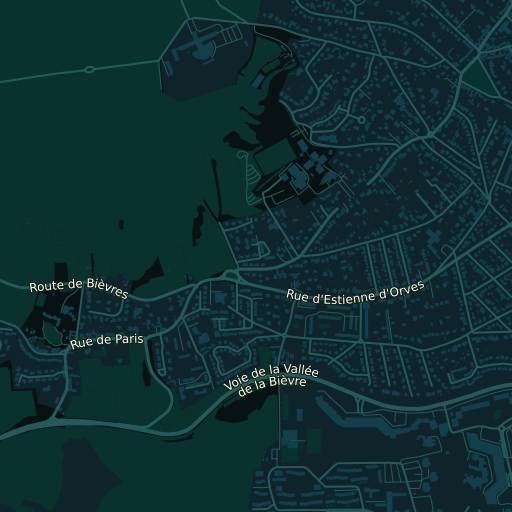 Route de Bièvres
Rue d'Estienne d'Orves
Rue de Paris
Voie de la Vallée
de la Bièvre